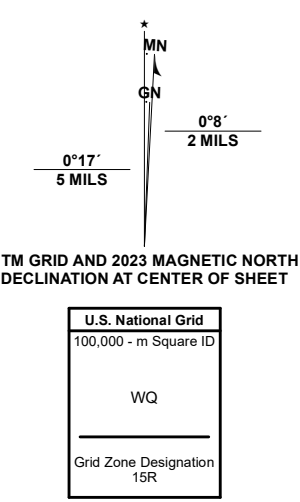 ★
MN
GN
0°8´
2 MILS
0°17´
5 MILS
TM GRID AND 2023 MAGNETIC NORTH
DECLINATION AT CENTER OF SHEET
U.S. National Grid
100,000 - m Square ID
WQ
Grid Zone Designation
15R